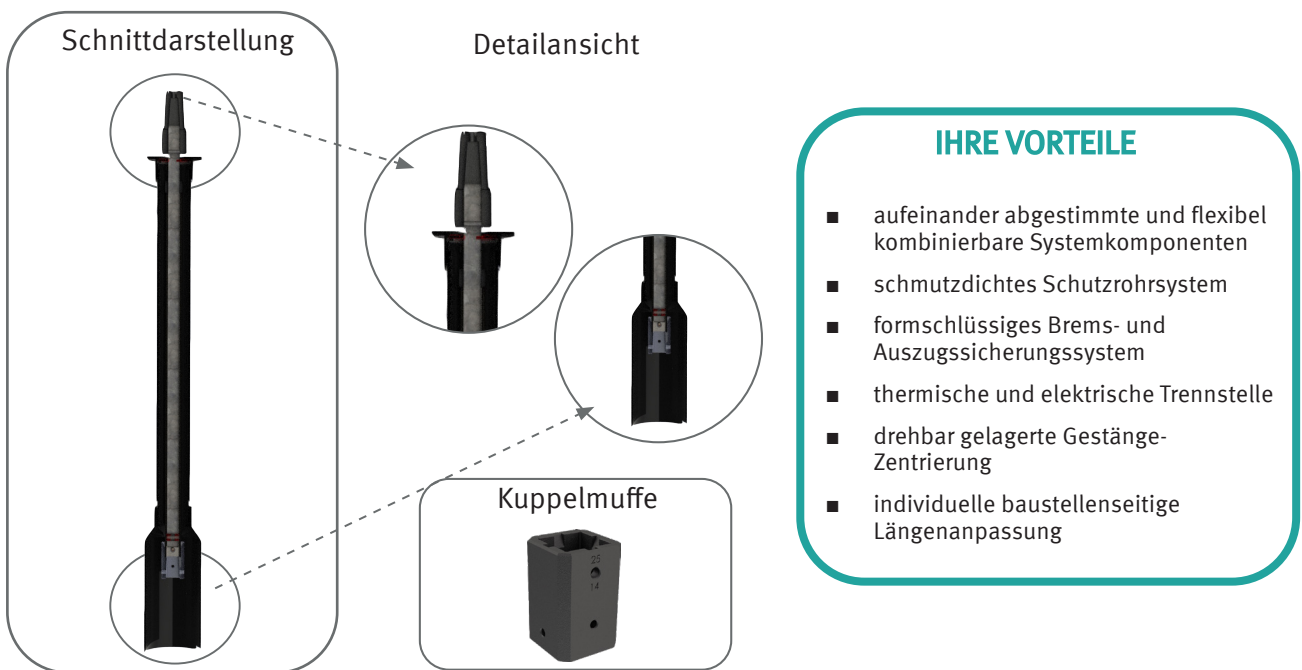 Schnittdarstellung
Detailansicht
Kuppelmuffe
25
14
IHRE VORTEILE
■ aufeinander abgestimmte und flexibel
kombinierbare Systemkomponenten
■ schmutzdichtes Schutzrohrsystem
■ formschlüssiges Brems- und
Auszugssicherungssystem
■ thermische und elektrische Trennstelle
■ drehbar gelagerte Gestänge-
Zentrierung
■ individuelle baustellenseitige
Längenanpassung